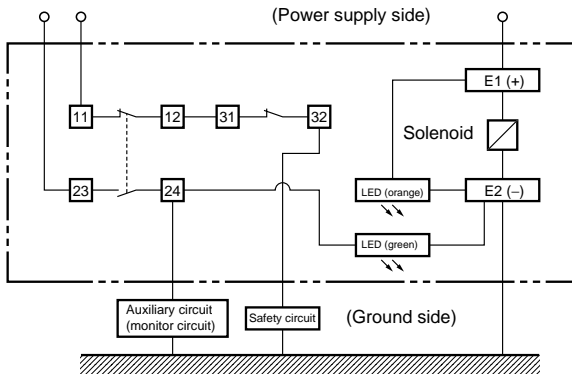 (Power supply side)
E1 (+)
11
12
31
32
Solenoid
23
24
LED (orange)
E2 (−)
LED (green)
Auxiliary circuit
(monitor circuit)
Safety circuit
(Ground side)